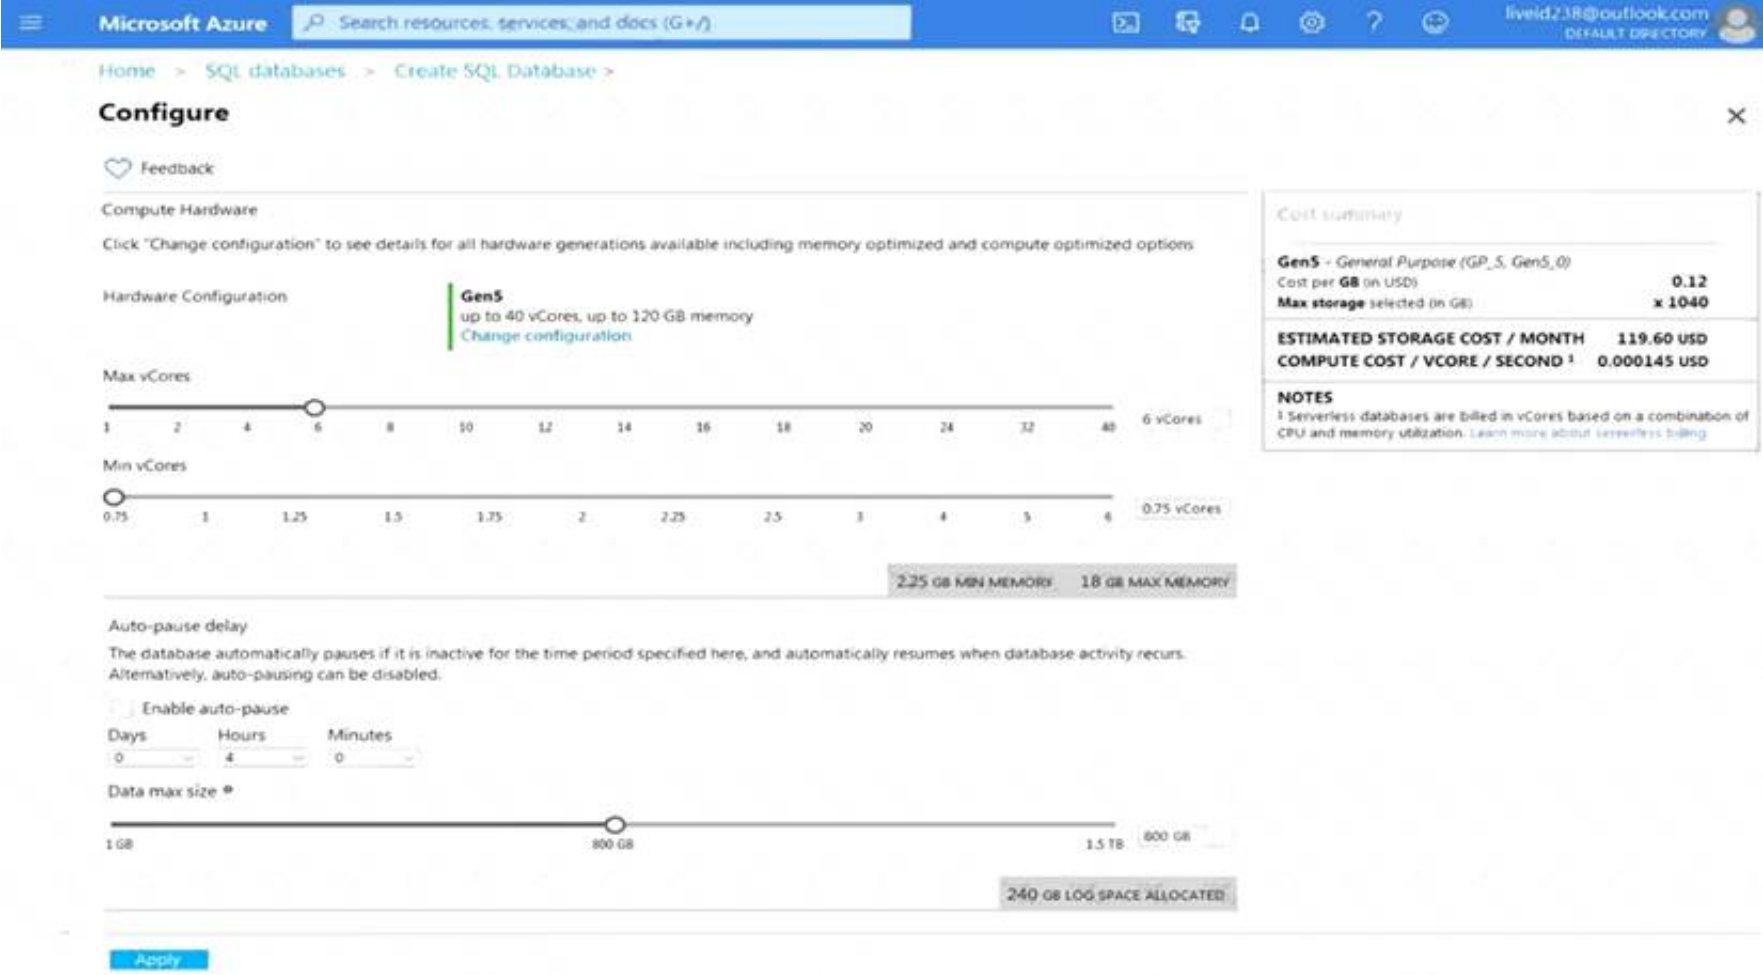 Microsoft Azure
Search resources, services, and docs (G+/)
liveid238@outlook.com
DEFAULT DIRECTORY
Home > SQL databases > Create SQL Database >
Configure
Feedback
Compute Hardware
Click "Change configuration" to see details for all hardware generations available including memory optimized and compute optimized options
Hardware Configuration
Gen5
up to 40 vCores, up to 120 GB memory
Change configuration
Max vCores
1 2 4 6 8 10 12 14 16 18 20 24 32 40
6 vCores
Min vCores
0.75 1 1.25 1.5 1.75 2 2.25 2.5 3 4 5 6
0.75 vCores
2.25 GB MIN MEMORY 18 GB MAX MEMORY
Auto-pause delay
The database automatically pauses if it is inactive for the time period specified here, and automatically resumes when database activity recurs.
Alternatively, auto-pausing can be disabled.
Enable auto-pause
Days Hours Minutes
0 4 0
Data max size
1 GB 800 GB 1.5 TB
800 GB
240 GB LOG SPACE ALLOCATED
Apply
Cost summary
Gen5 - General Purpose (GP_S_Gen5_0)
Cost per GB (in USD) 0.12
Max storage selected (in GB) x 1040
ESTIMATED STORAGE COST / MONTH 119.60 USD
COMPUTE COST / VCORE / SECOND ¹ 0.000145 USD
NOTES
¹ Serverless databases are billed in vCores based on a combination of
CPU and memory utilization. Learn more about serverless billing